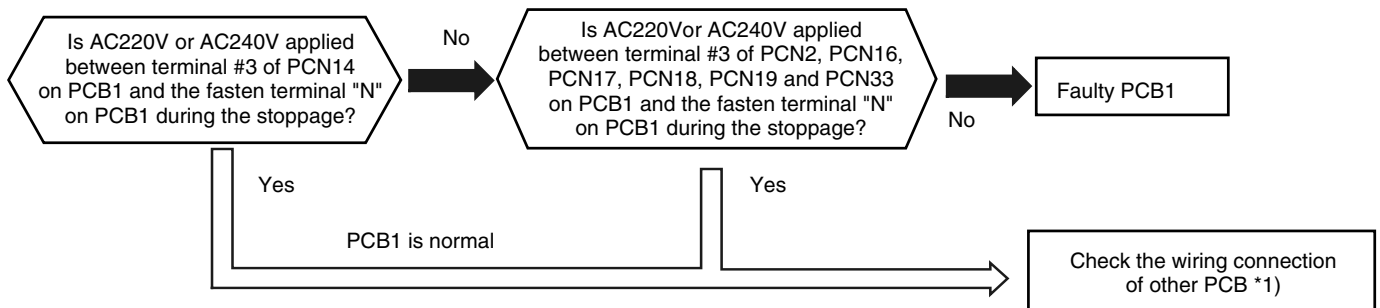 Is AC220V or AC240V applied
between terminal #3 of PCN14
on PCB1 and the fasten terminal "N"
on PCB1 during the stoppage?
No
Is AC220Vor AC240V applied
between terminal #3 of PCN2, PCN16,
PCN17, PCN18, PCN19 and PCN33
on PCB1 and the fasten terminal "N"
on PCB1 during the stoppage?
No
Faulty PCB1
Yes
Yes
PCB1 is normal
Check the wiring connection
of other PCB *1)